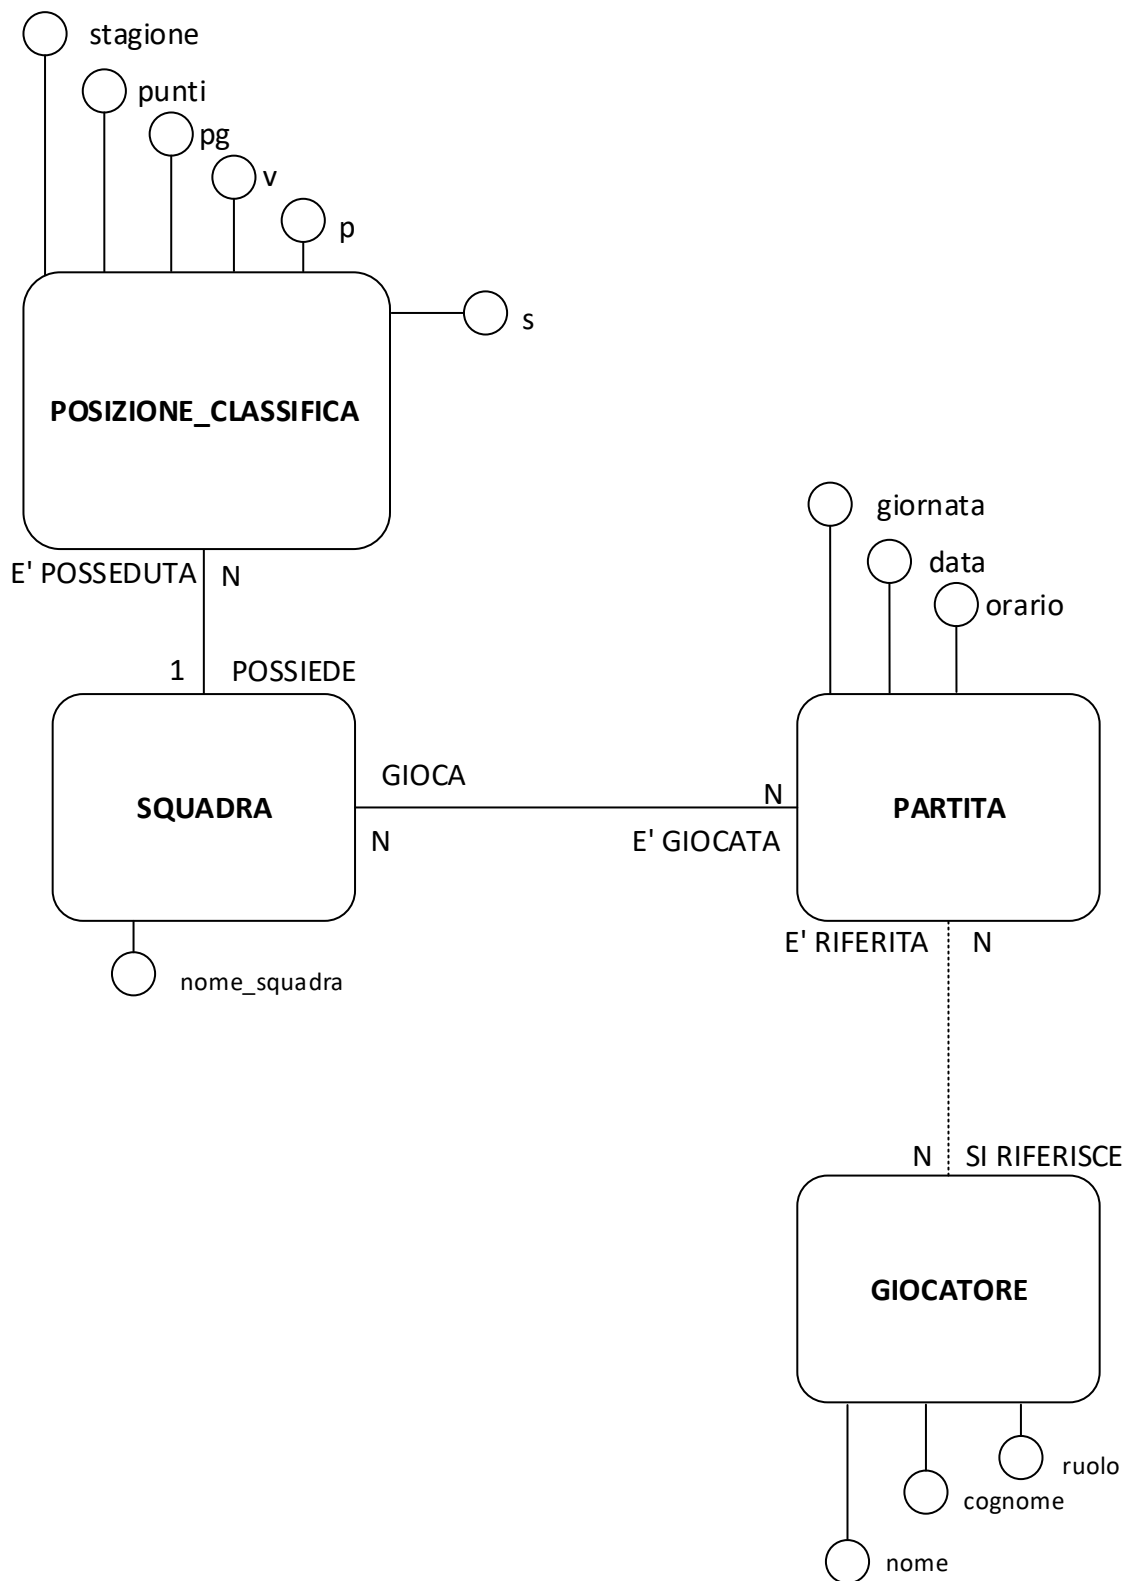 stagione
punti
pg
v
p
s
POSIZIONE_CLASSIFICA
E' POSSEDUTA N
1 POSSIEDE
giornata
data
orario
SQUADRA
GIOCA N
N E' GIOCATA
PARTITA
nome_squadra
E' RIFERITA N
N SI RIFERISCE
GIOCATORE
ruolo
cognome
nome